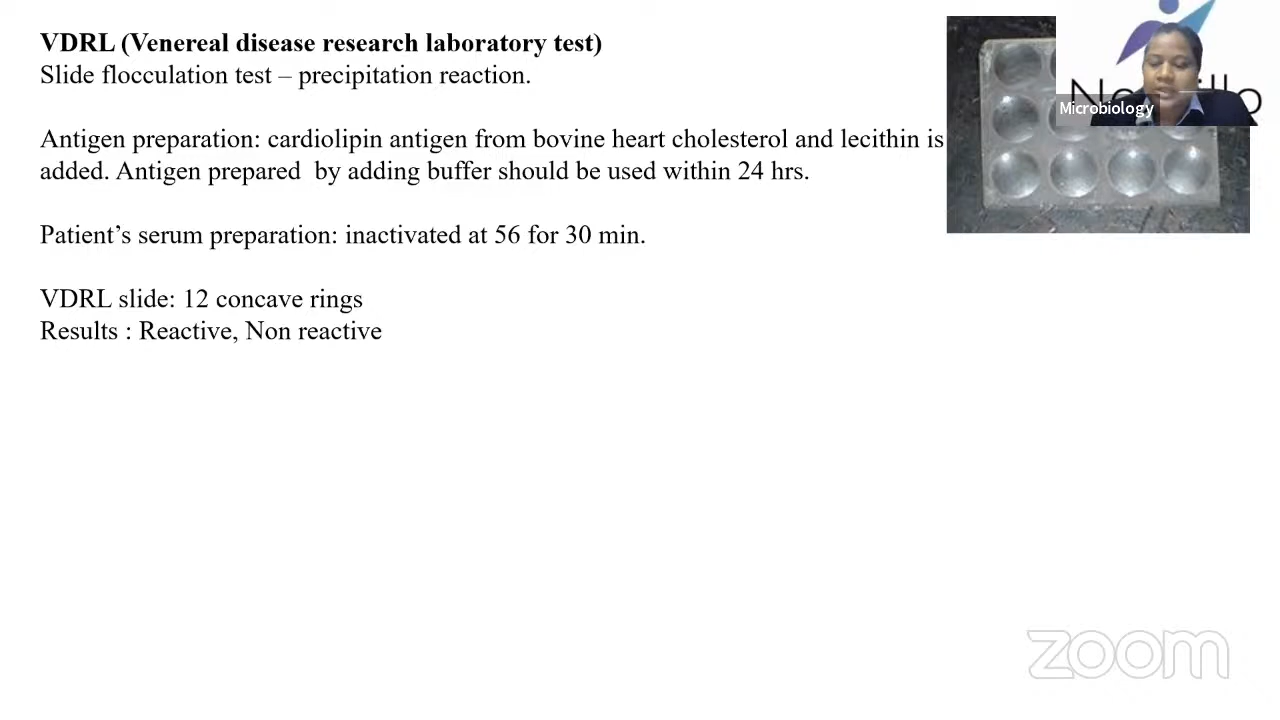 VDRL (Venereal disease research laboratory test)
Slide flocculation test – precipitation reaction.
Antigen preparation: cardiolipin antigen from bovine heart cholesterol and lecithin is
added. Antigen prepared  by adding buffer should be used within 24 hrs.
Patient’s serum preparation: inactivated at 56 for 30 min.
VDRL slide: 12 concave rings
Results : Reactive, Non reactive
Microbiology
zoom